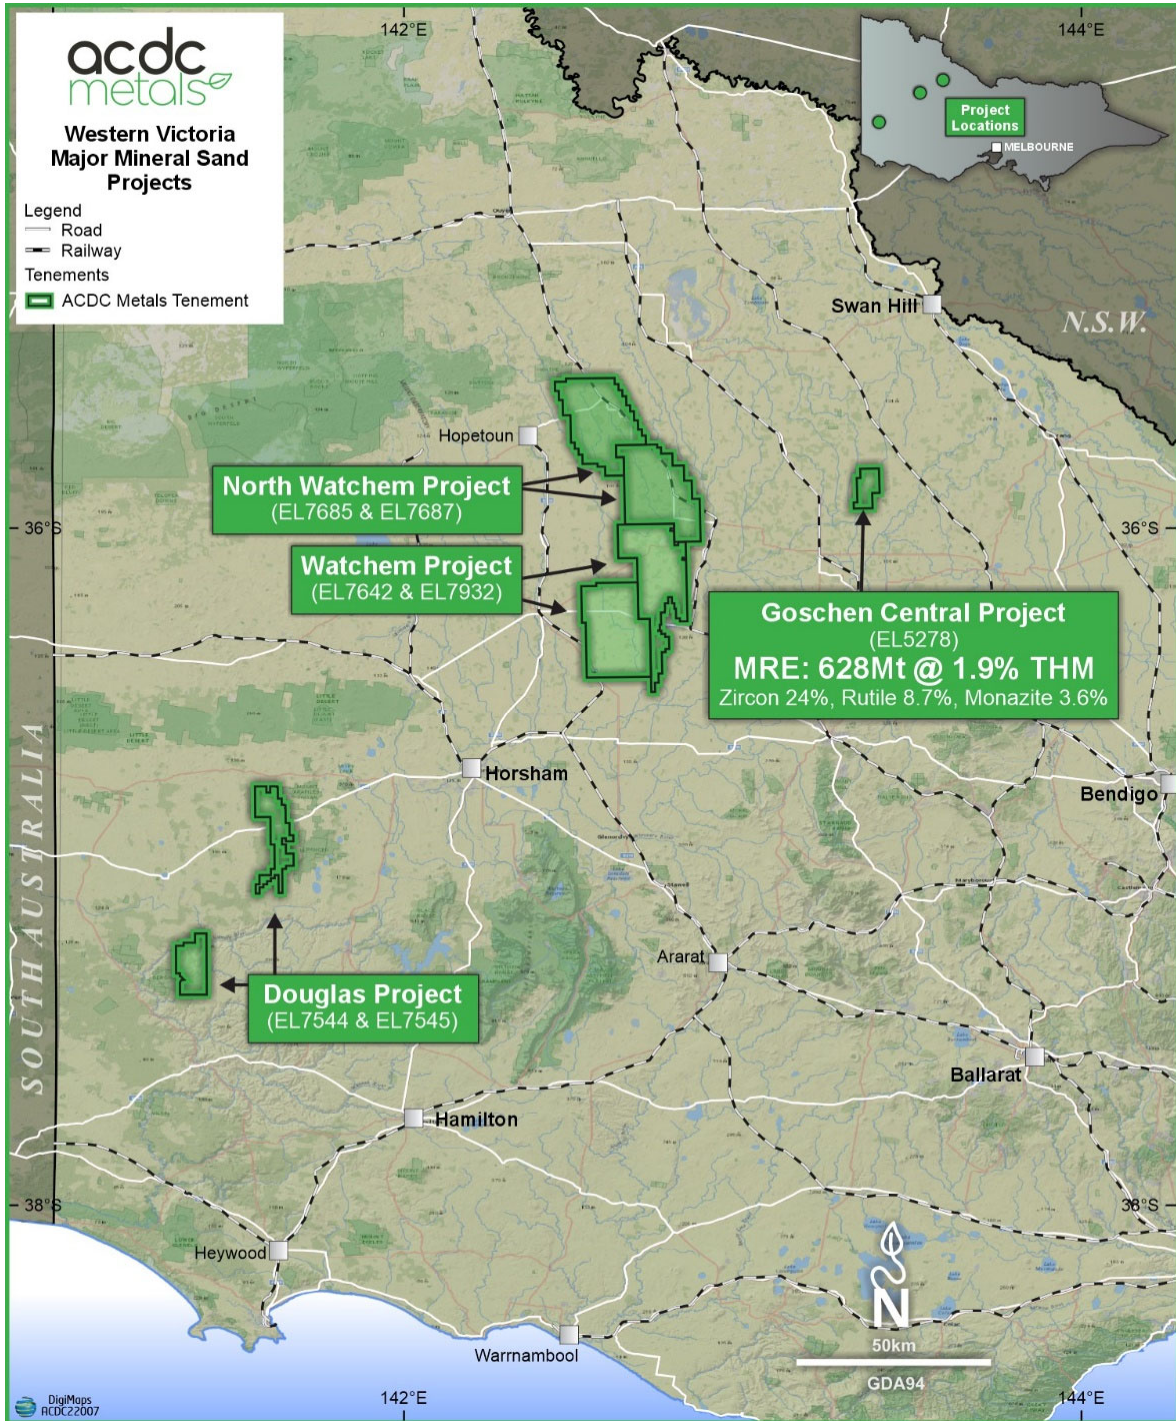 acdc
metals
Western Victoria
Major Mineral Sand
Projects
Legend
Road
Railway
Tenements
ACDC Metals Tenement
142°E
144°E
Project
Locations
MELBOURNE
Swan Hill
N.S.W.
Hopetoun
North Watchem Project
(EL7685 & EL7687)
36°S
36°S
Watchem Project
(EL7642 & EL7932)
Goschen Central Project
(EL5278)
MRE: 628Mt @ 1.9% THM
Zircon 24%, Rutile 8.7%, Monazite 3.6%
SOUTH AUSTRALIA
Horsham
Bendigo
Stawell
Ararat
Douglas Project
(EL7544 & EL7545)
Ballarat
Hamilton
38°S
38°S
Heywood
N
50km
GDA94
Warrnambool
DigiMaps
ACDC22007
142°E
144°E